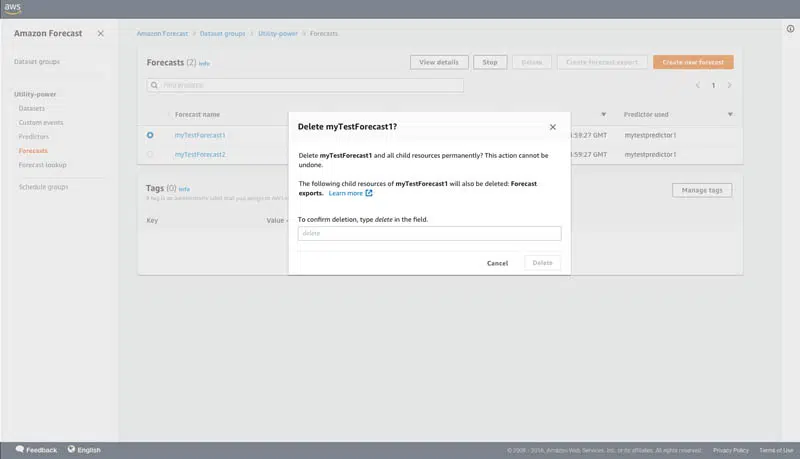 aws
Amazon Forecast
Amazon Forecast > Dataset groups > Utility-power > Forecasts
Dataset groups
Utility-power
Datasets
Custom events
Predictors
Forecasts
Forecast lookup
Schedule groups
Forecasts (2) Info
View details
Stop
Delete
Create forecast export
Create new forecast
Find forecasts
1
Forecast name
Predictor used
myTestForecast1
:59:27 GMT
mytestpredictor1
myTestForecast2
:59:27 GMT
mytestpredictor1
Tags (0) Info
A tag is an administrative label that you assign to AWS
Manage tags
Key
Value -
Delete myTestForecast1?
Delete myTestForecast1 and all child resources permanently? This action cannot be
undone.
The following child resources of myTestForecast1 will also be deleted: Forecast
exports. Learn more
To confirm deletion, type delete in the field.
delete
Cancel
Delete
Feedback
English
© 2008 - 2018, Amazon Web Services, Inc. or its affiliates. All rights reserved.
Privacy Policy
Terms of Use